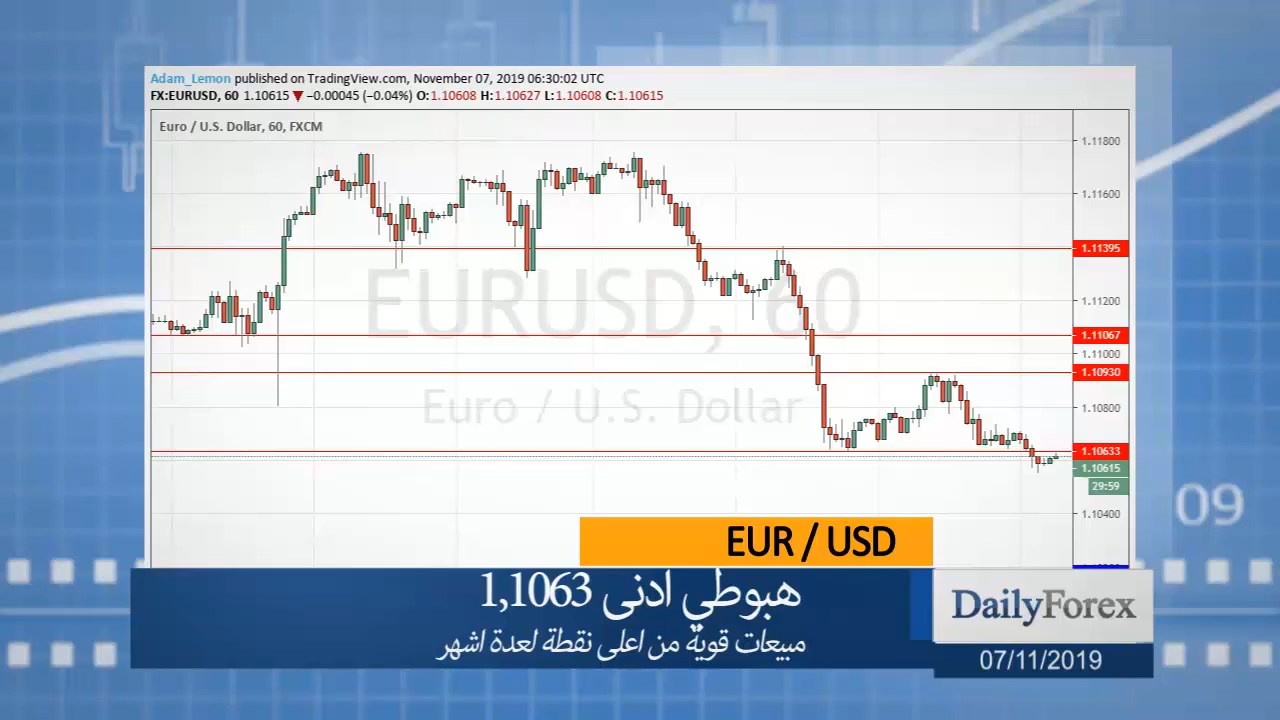 Adam_Lemon published on TradingView.com, November 07, 2019 06:30:02 UTC
FX:EURUSD, 60 1.10615 ▼ −0.00045 (−0.04%) O:1.10608 H:1.10627 L:1.10608 C:1.10615
Euro / U.S. Dollar, 60, FXCM
1.11800
1.11600
1.11395
EURUSD, 60
1.11200
1.11067
1.11000
1.10930
Euro / U.S. Dollar
1.10800
1.10633
1.10615
29:59
1.10400
09
EUR / USD
هبوطي ادنى 1,1063
مبيعات قوية من اعلى نقطة لعدة اشهر
DailyForex
07/11/2019